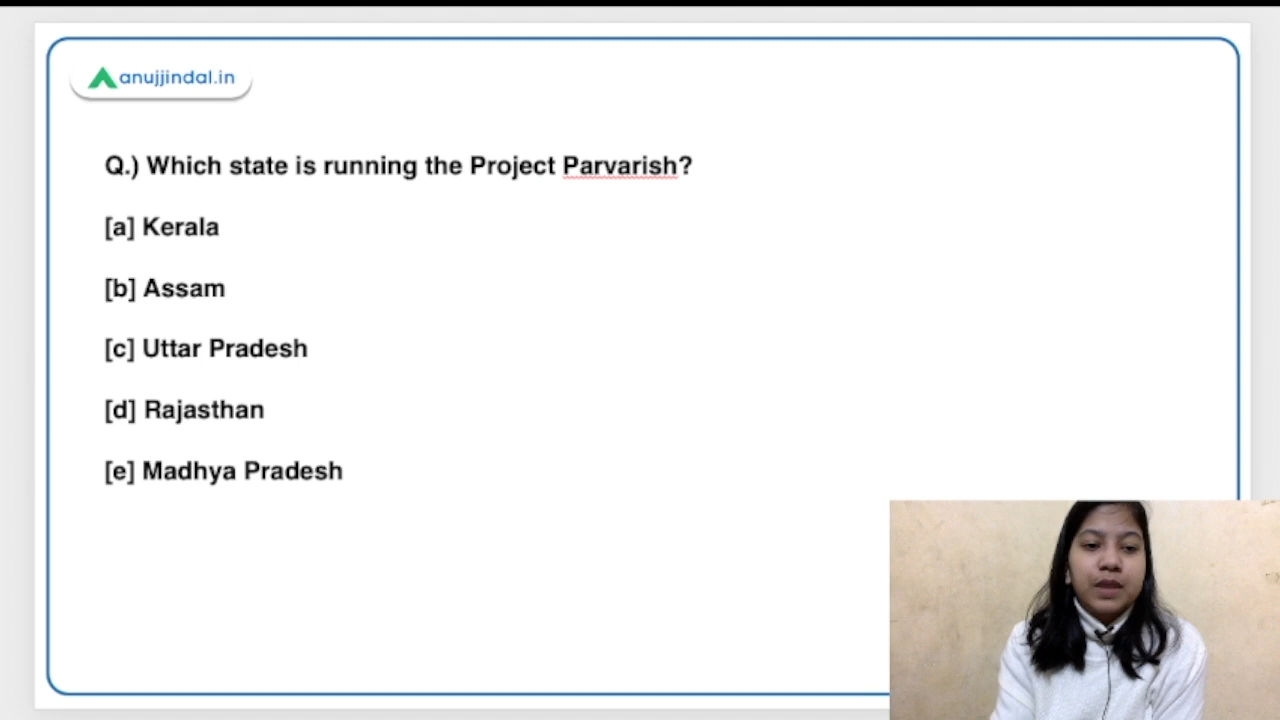 anujjindal.in
Q.) Which state is running the Project Parvarish?
[a] Kerala
[b] Assam
[c] Uttar Pradesh
[d] Rajasthan
[e] Madhya Pradesh